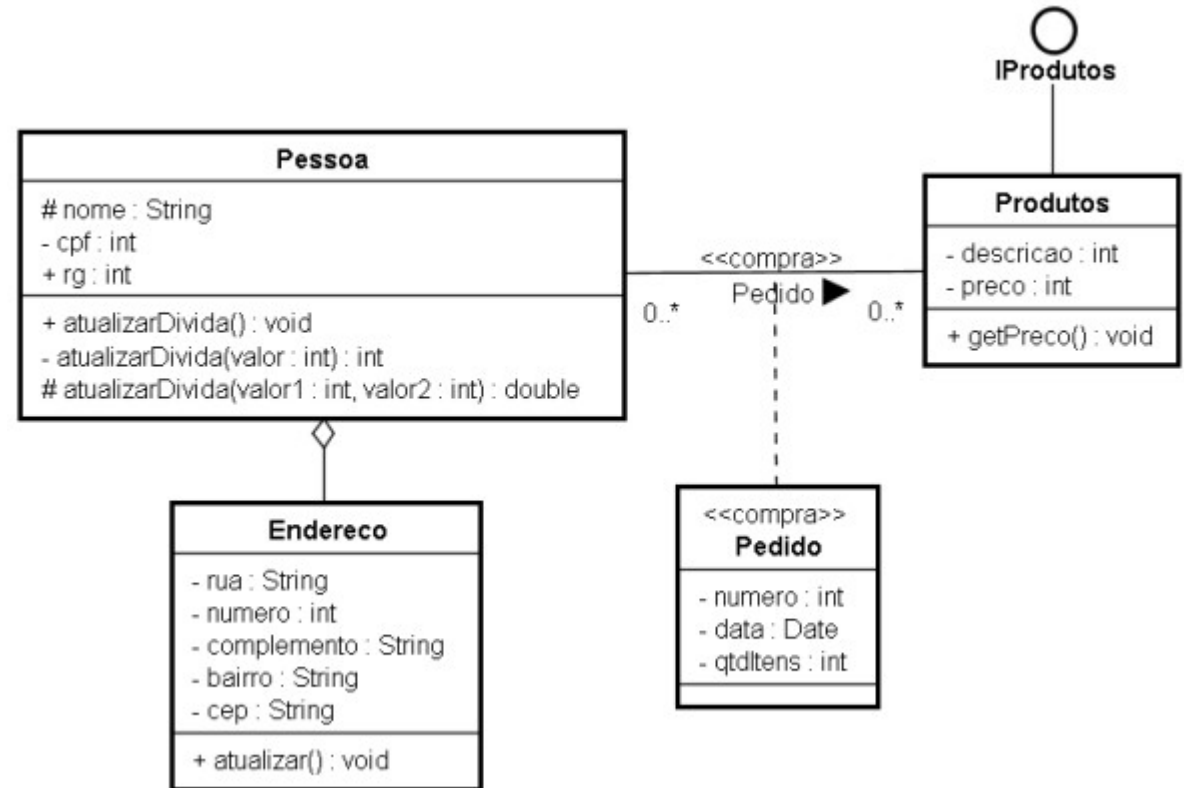 IProdutos
Pessoa
# nome : String
- cpf : int
+ rg : int
+ atualizarDivida() : void
- atualizarDivida(valor : int) : int
# atualizarDivida(valor1 : int, valor2 : int) : double
<<compra>>
Pedido
0..*
0..*
Produtos
- descricao : int
- preco : int
+ getPreco() : void
Endereco
- rua : String
- numero : int
- complemento : String
- bairro : String
- cep : String
+ atualizar() : void
<<compra>>
Pedido
- numero : int
- data : Date
- qtdItens : int